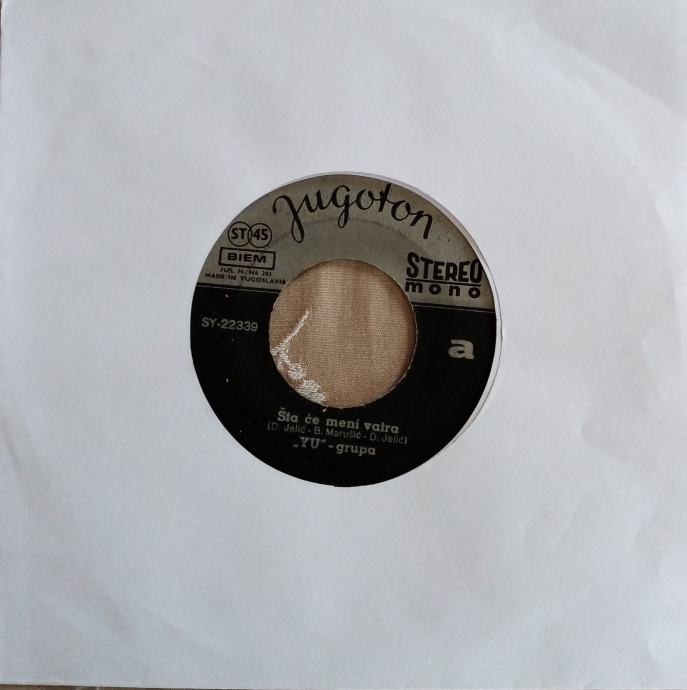 Jugoton
ST 45
BIEM
JUS. N. N4 281
MADE IN YUGOSLAVIA
STEREO
mono
SY-22339
a
Šta će meni vatra
(D. Jelić - B. Marušić - D. Jelić)
„YU“-grupa